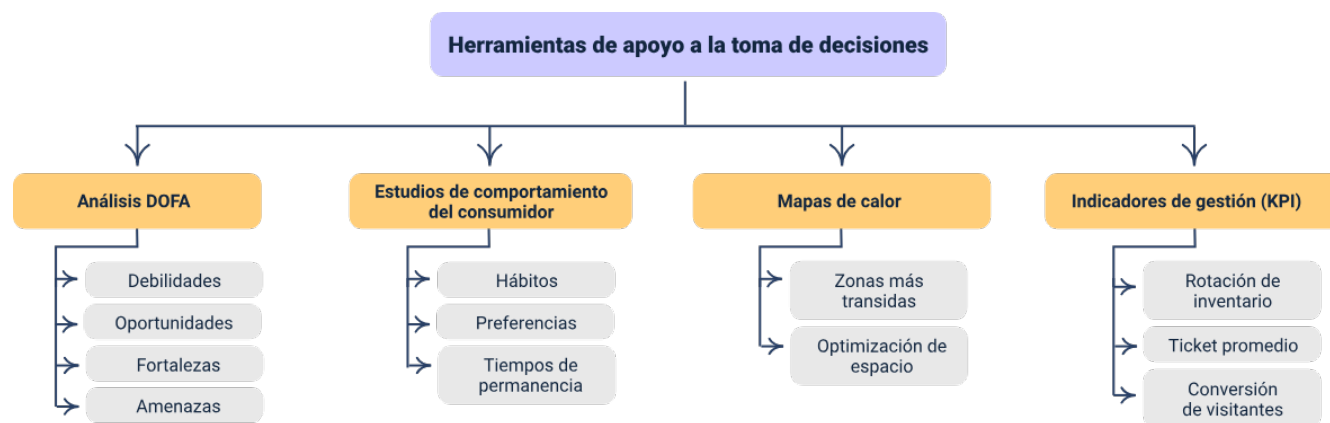 Herramientas de apoyo a la toma de decisiones
Análisis DOFA
Debilidades
Oportunidades
Fortalezas
Amenazas
Estudios de comportamiento
del consumidor
Hábitos
Preferencias
Tiempos de
permanencia
Mapas de calor
Zonas más
transidas
Optimización de
espacio
Indicadores de gestión (KPI)
Rotación de
inventario
Ticket promedio
Conversión
de visitantes